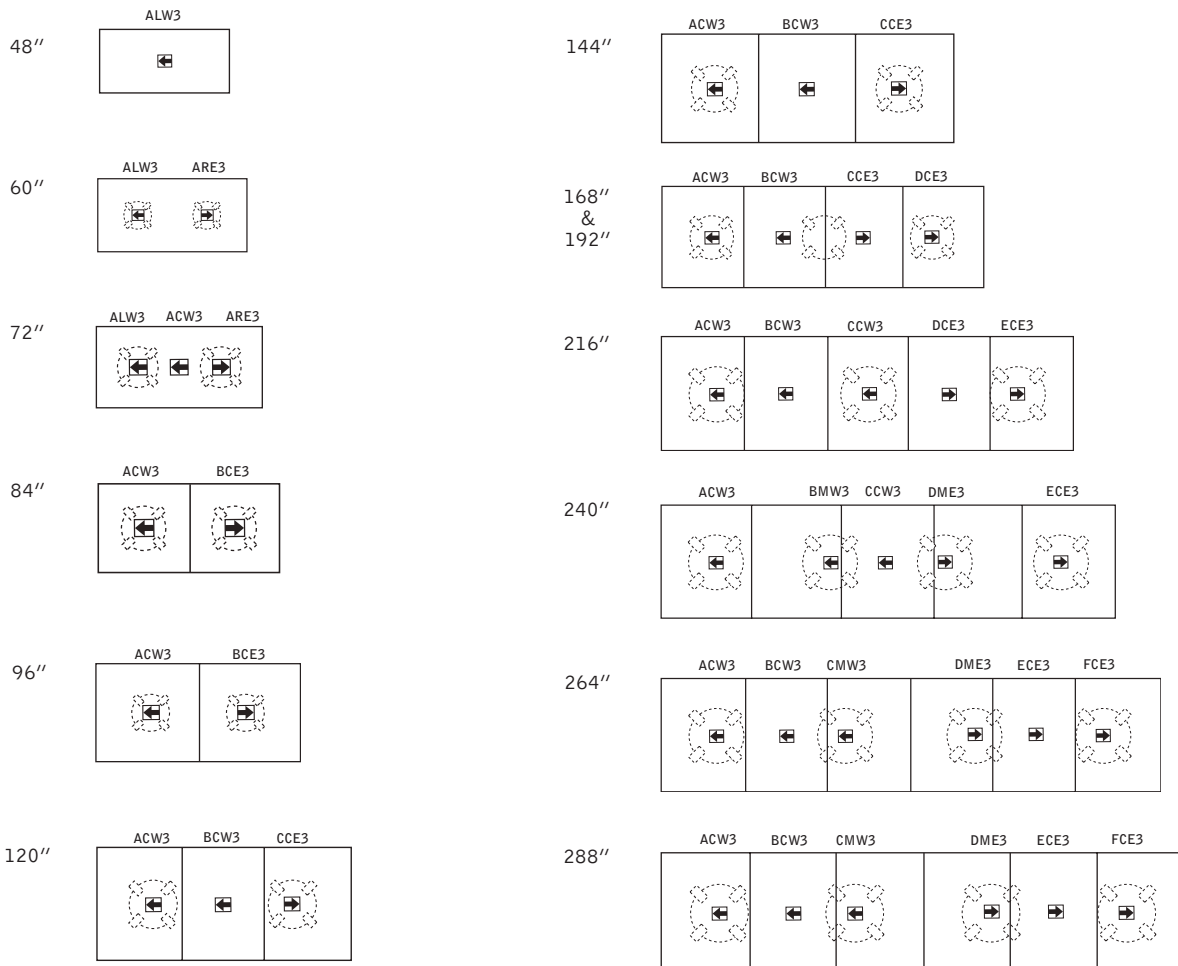 ALW3
48″
ALW3 ARE3
60″
ALW3 ACW3 ARE3
72″
ACW3 BCE3
84″
ACW3 BCE3
96″
ACW3 BCW3 CCE3
120″
ACW3 BCW3 CCE3
144″
ACW3 BCW3 CCE3 DCE3
168″
&
192″
ACW3 BCW3 CCW3 DCE3 ECE3
216″
ACW3 BMW3 CCW3 DME3 ECE3
240″
ACW3 BCW3 CMW3 DME3 ECE3 FCE3
264″
ACW3 BCW3 CMW3 DME3 ECE3 FCE3
288″